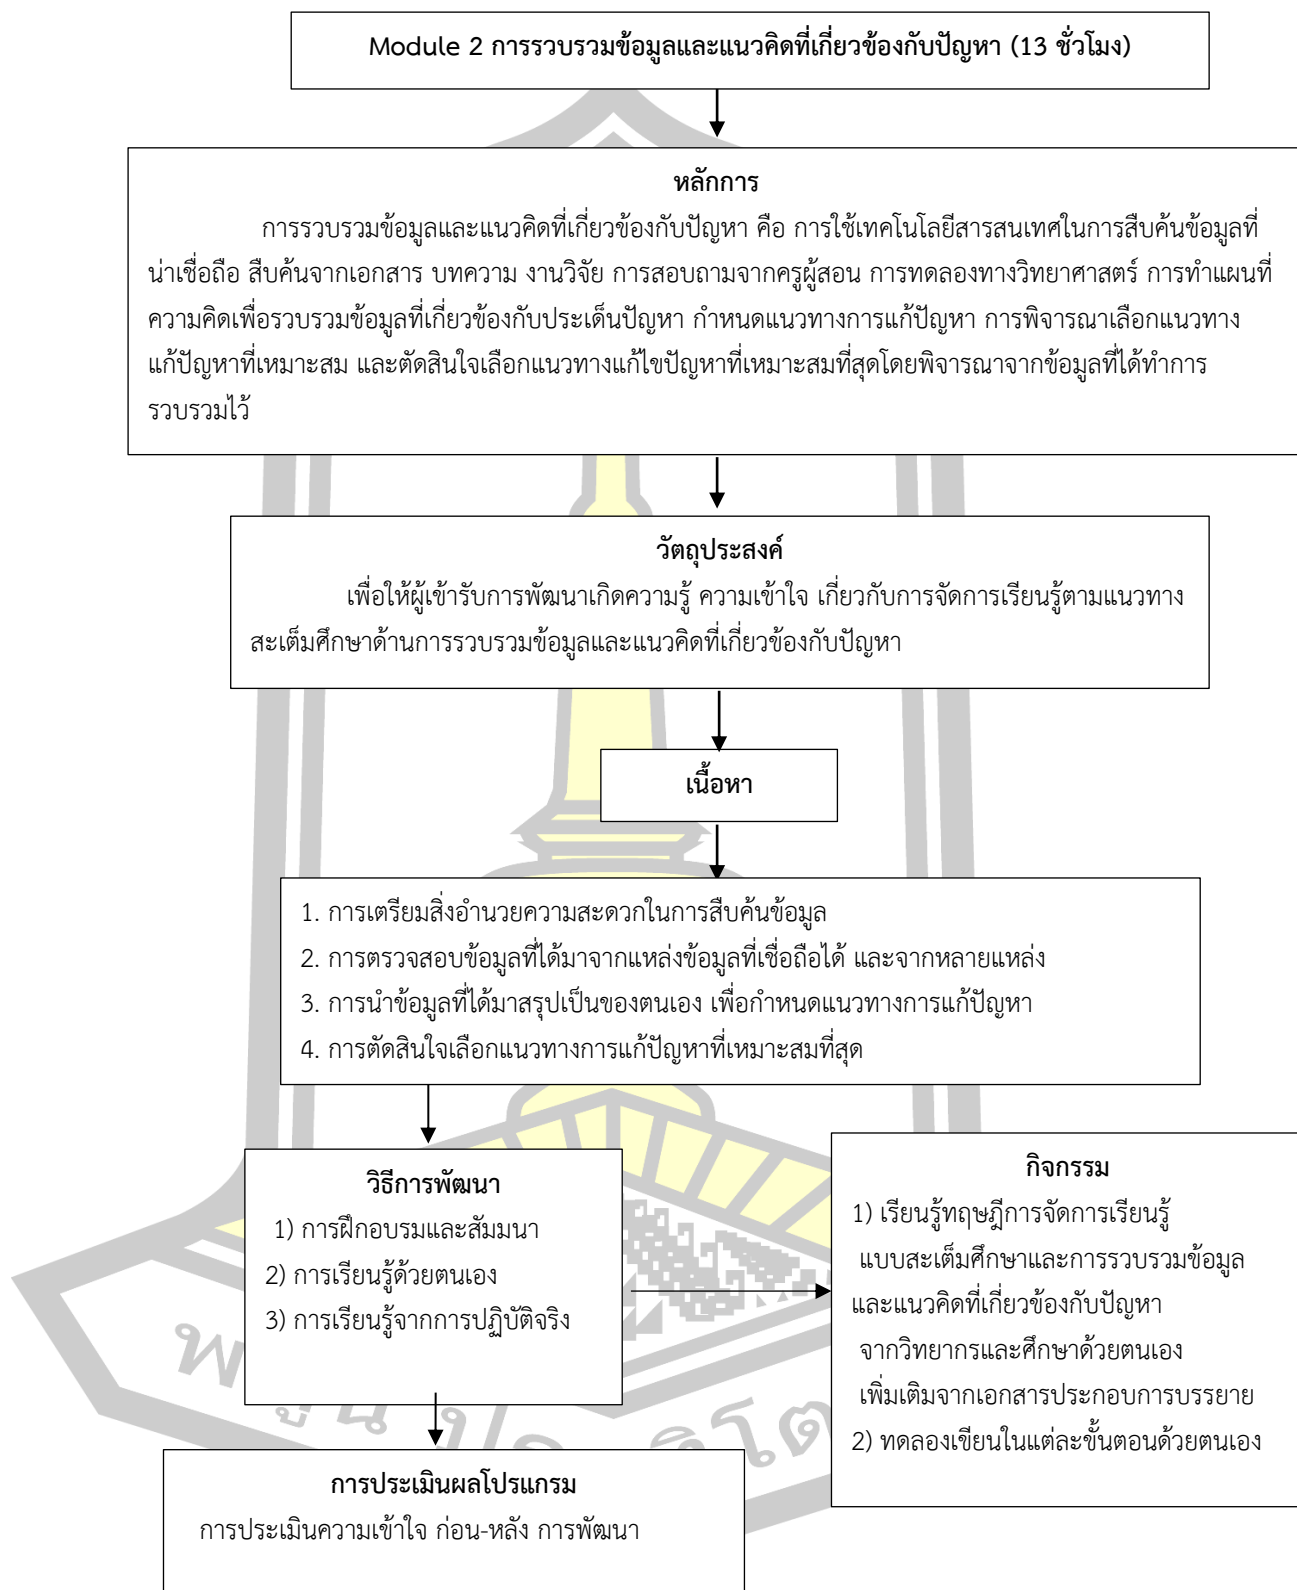 Module 2 การรวบรวมข้อมูลและแนวคิดที่เกี่ยวข้องกับปัญหา (13 ชั่วโมง)
หลักการ
การรวบรวมข้อมูลและแนวคิดที่เกี่ยวข้องกับปัญหา คือ การใช้เทคโนโลยีสารสนเทศในการสืบค้นข้อมูลที่
น่าเชื่อถือ สืบค้นจากเอกสาร บทความ งานวิจัย การสอบถามจากครูผู้สอน การทดลองทางวิทยาศาสตร์ การทำแผนที่
ความคิดเพื่อรวบรวมข้อมูลที่เกี่ยวข้องกับประเด็นปัญหา กำหนดแนวทางการแก้ปัญหา การพิจารณาเลือกแนวทาง
แก้ปัญหาที่เหมาะสม และตัดสินใจเลือกแนวทางแก้ไขปัญหาที่เหมาะสมที่สุดโดยพิจารณาจากข้อมูลที่ได้ทำการ
รวบรวมไว้
วัตถุประสงค์
เพื่อให้ผู้เข้ารับการพัฒนาเกิดความรู้ ความเข้าใจ เกี่ยวกับการจัดการเรียนรู้ตามแนวทาง
สะเต็มศึกษาด้านการรวบรวมข้อมูลและแนวคิดที่เกี่ยวข้องกับปัญหา
เนื้อหา
1. การเตรียมสิ่งอำนวยความสะดวกในการสืบค้นข้อมูล
2. การตรวจสอบข้อมูลที่ได้มาจากแหล่งข้อมูลที่เชื่อถือได้ และจากหลายแหล่ง
3. การนำข้อมูลที่ได้มาสรุปเป็นของตนเอง เพื่อกำหนดแนวทางการแก้ปัญหา
4. การตัดสินใจเลือกแนวทางการแก้ปัญหาที่เหมาะสมที่สุด
วิธีการพัฒนา
1) การฝึกอบรมและสัมมนา
2) การเรียนรู้ด้วยตนเอง
3) การเรียนรู้จากการปฏิบัติจริง
กิจกรรม
1) เรียนรู้ทฤษฎีการจัดการเรียนรู้
แบบสะเต็มศึกษาและการรวบรวมข้อมูล
และแนวคิดที่เกี่ยวข้องกับปัญหา
จากวิทยากรและศึกษาด้วยตนเอง
เพิ่มเติมจากเอกสารประกอบการบรรยาย
2) ทดลองเขียนในแต่ละขั้นตอนด้วยตนเอง
การประเมินผลโปรแกรม
การประเมินความเข้าใจ ก่อน-หลัง การพัฒนา